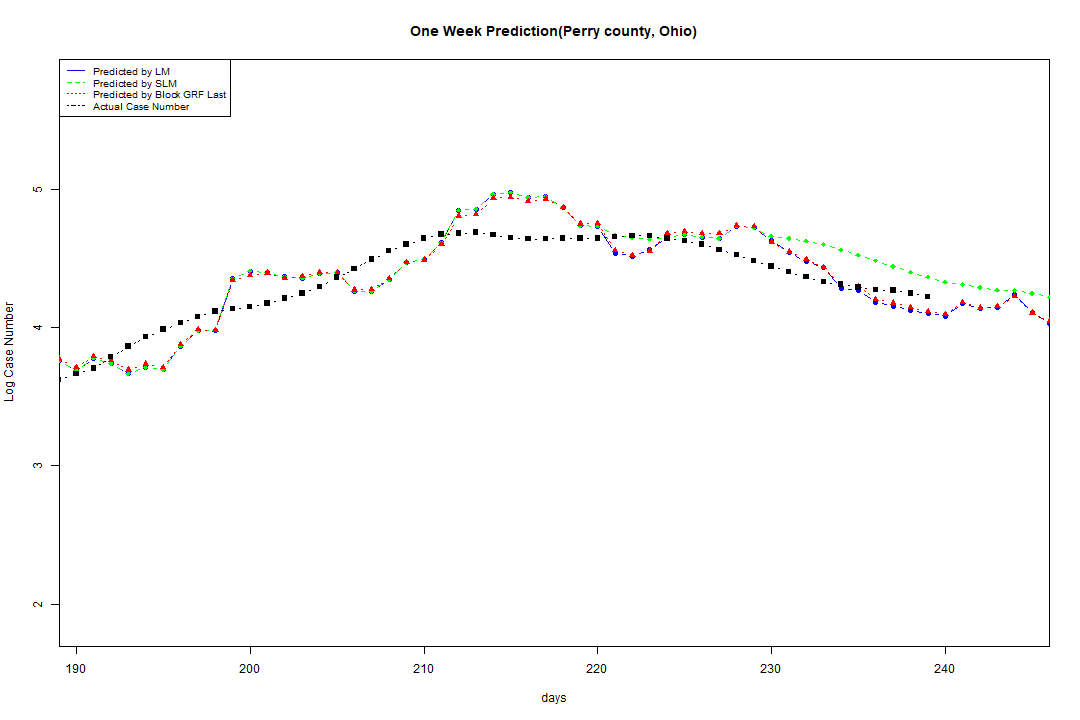 One Week Prediction(Perry county, Ohio)
Predicted by LM
Predicted by SLM
Predicted by Block GRF Last
Actual Case Number
5
4
3
2
Log Case Number
190 200 210 220 230 240
days